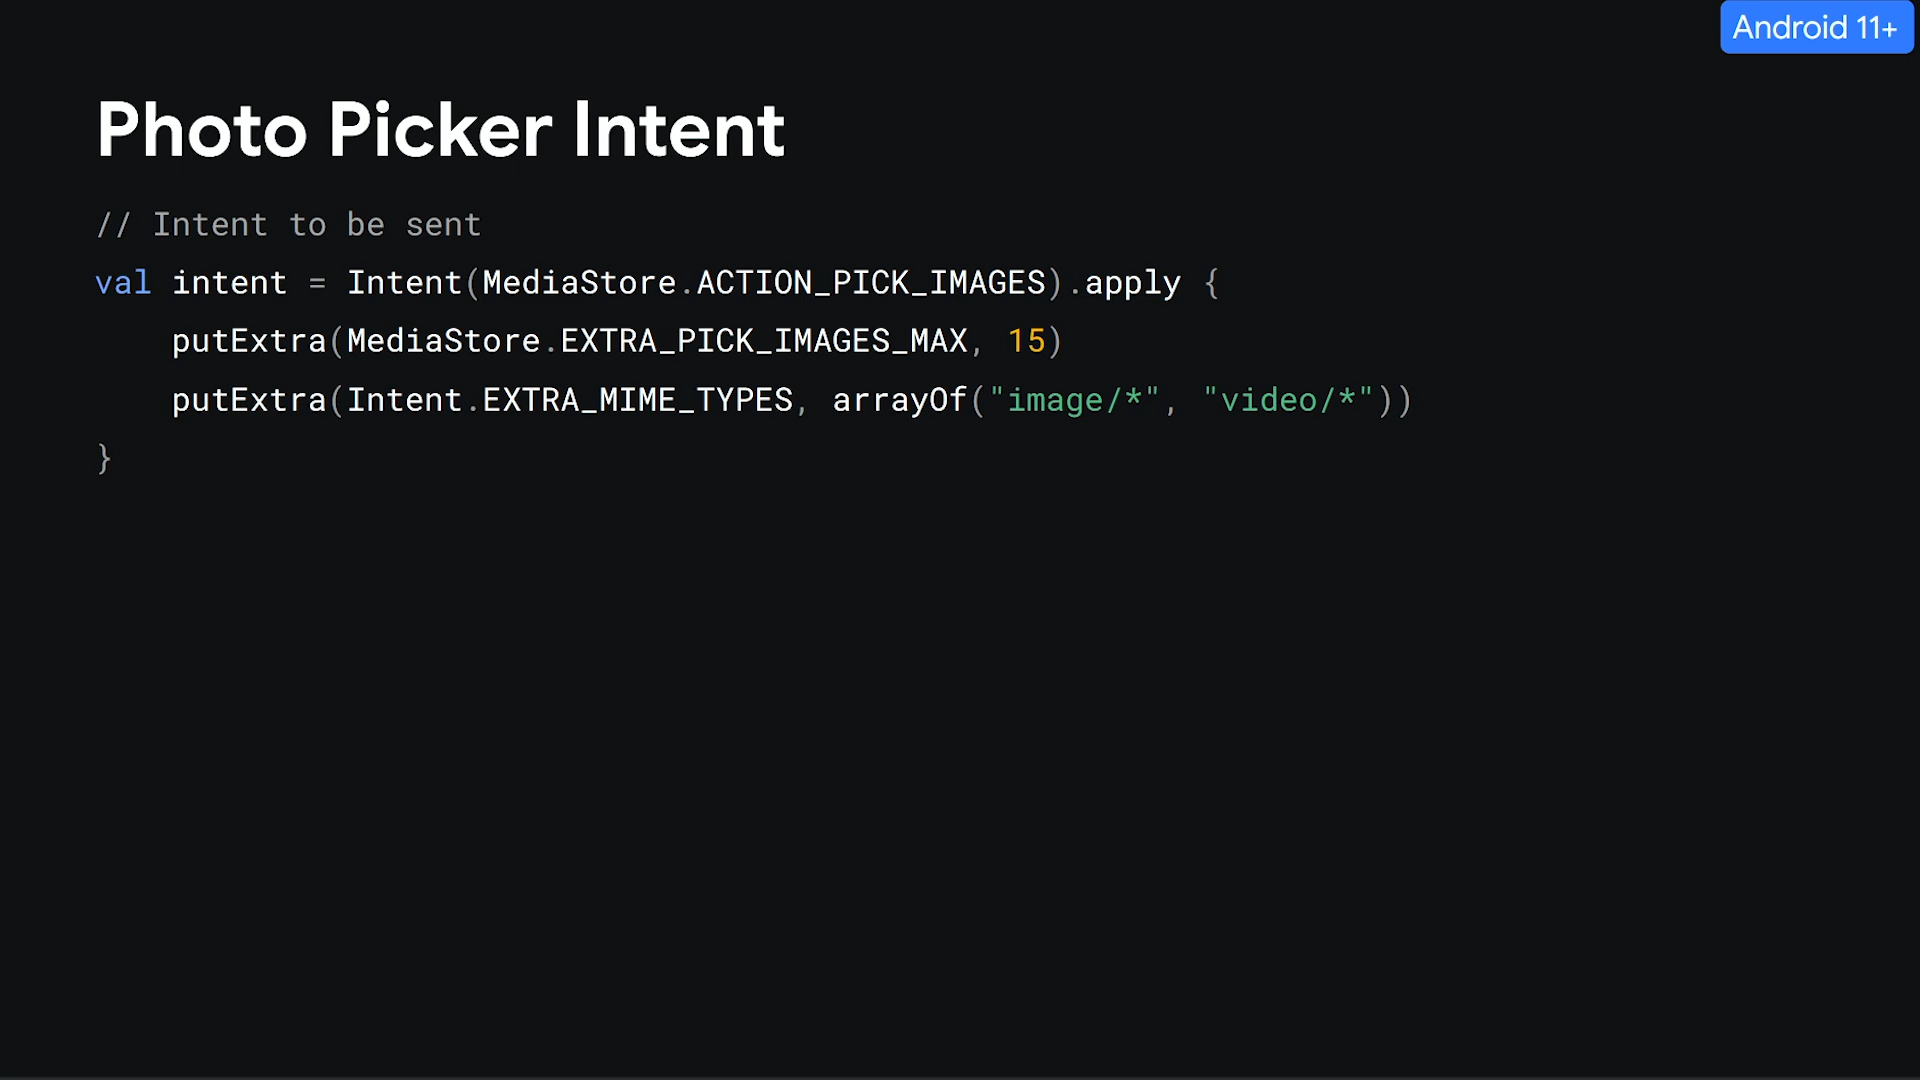 Android 11+
Photo Picker Intent
// Intent to be sent
val intent = Intent(MediaStore.ACTION_PICK_IMAGES).apply {
    putExtra(MediaStore.EXTRA_PICK_IMAGES_MAX, 15)
    putExtra(Intent.EXTRA_MIME_TYPES, arrayOf("image/*", "video/*"))
}